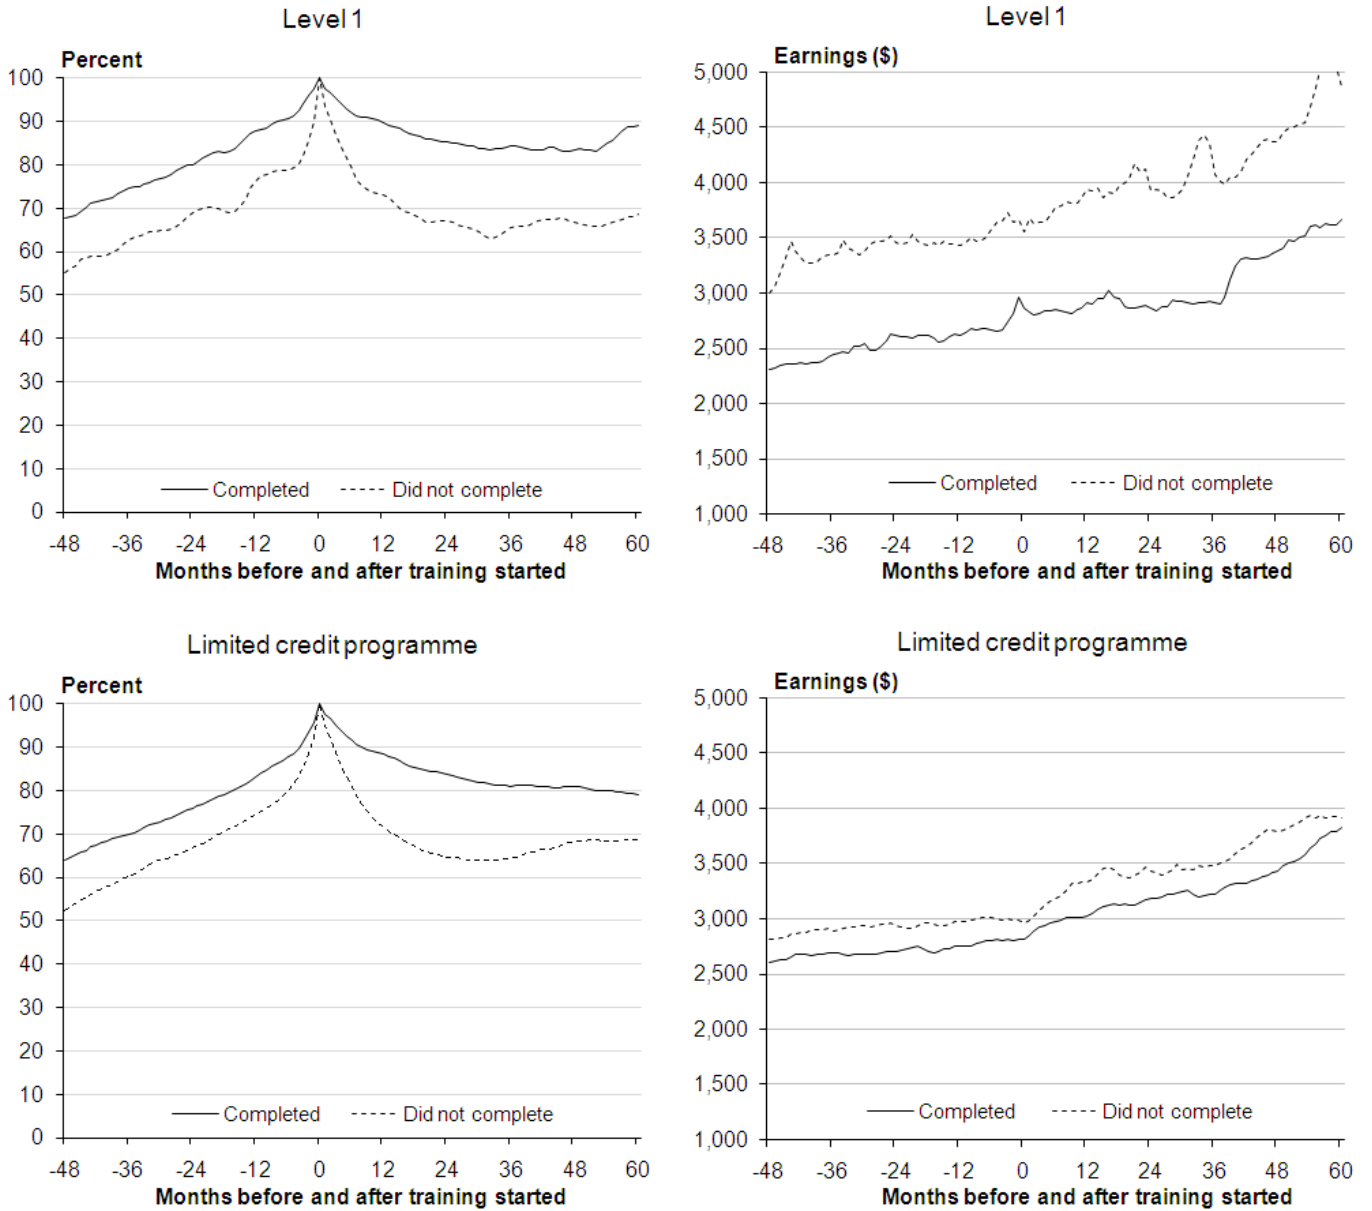 Level 1
Percent
100
90
80
70
60
50
40
30
20
10
0
Completed Did not complete
-48 -36 -24 -12 0 12 24 36 48 60
Months before and after training started
Level 1
Earnings ($)
5,000
4,500
4,000
3,500
3,000
2,500
2,000
1,500
1,000
Completed Did not complete
-48 -36 -24 -12 0 12 24 36 48 60
Months before and after training started
Limited credit programme
Percent
100
90
80
70
60
50
40
30
20
10
0
Completed Did not complete
-48 -36 -24 -12 0 12 24 36 48 60
Months before and after training started
Limited credit programme
Earnings ($)
5,000
4,500
4,000
3,500
3,000
2,500
2,000
1,500
1,000
Completed Did not complete
-48 -36 -24 -12 0 12 24 36 48 60
Months before and after training started